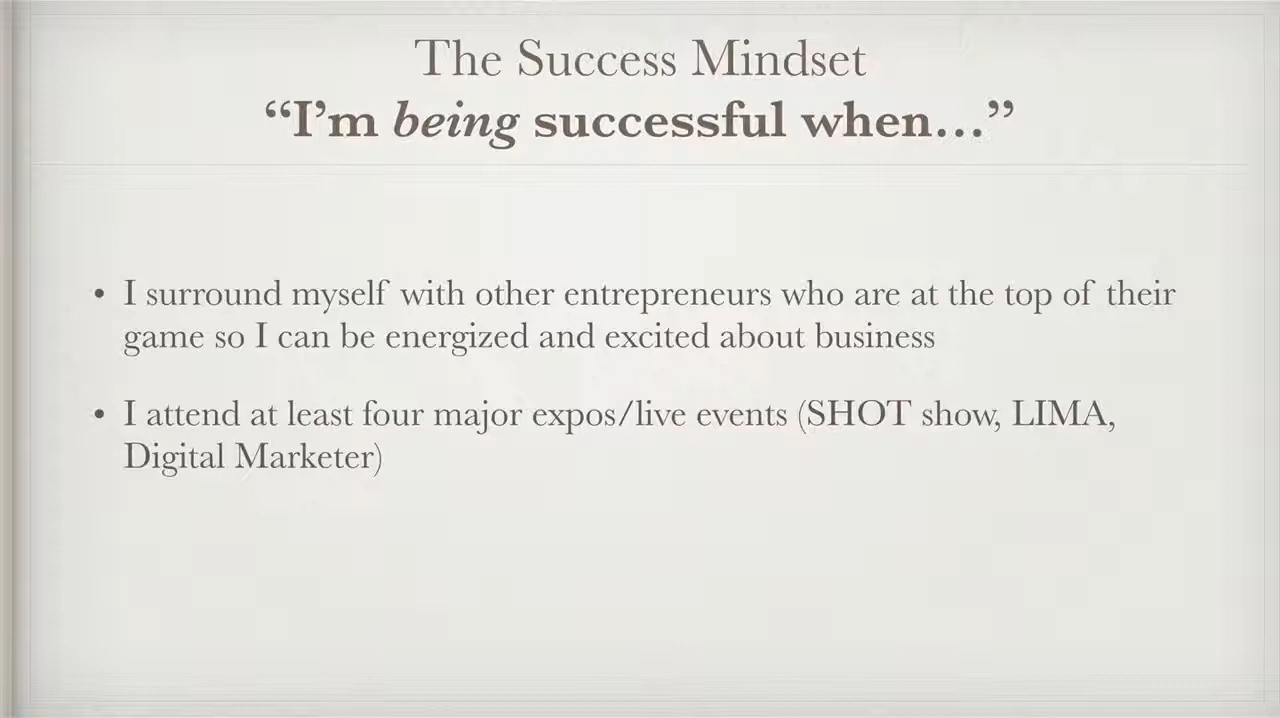 The Success Mindset
“I’m being successful when…”
• I surround myself with other entrepreneurs who are at the top of their
game so I can be energized and excited about business
• I attend at least four major expos/live events (SHOT show, LIMA,
Digital Marketer)